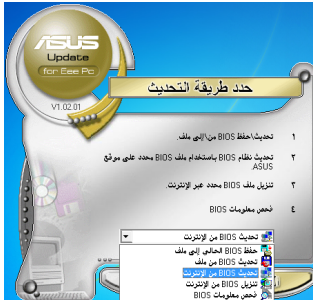 ASUS
Update
for Eee Pc
V1.02.01
حدد طريقة التحديث
١ تحديث\حفظ BIOS من\إلى ملف.
٢ تحديث نظام BIOS باستخدام ملف BIOS محدد على موقع
ASUS.
٣ تنزيل ملف BIOS محدد عبر الإنترنت.
٤ فحص معلومات BIOS
تحديث BIOS من الإنترنت
حفظ BIOS الحالي إلى ملف
تحديث BIOS من ملف
تحديث BIOS من الإنترنت
تنزيل BIOS من الإنترنت
فحص معلومات BIOS